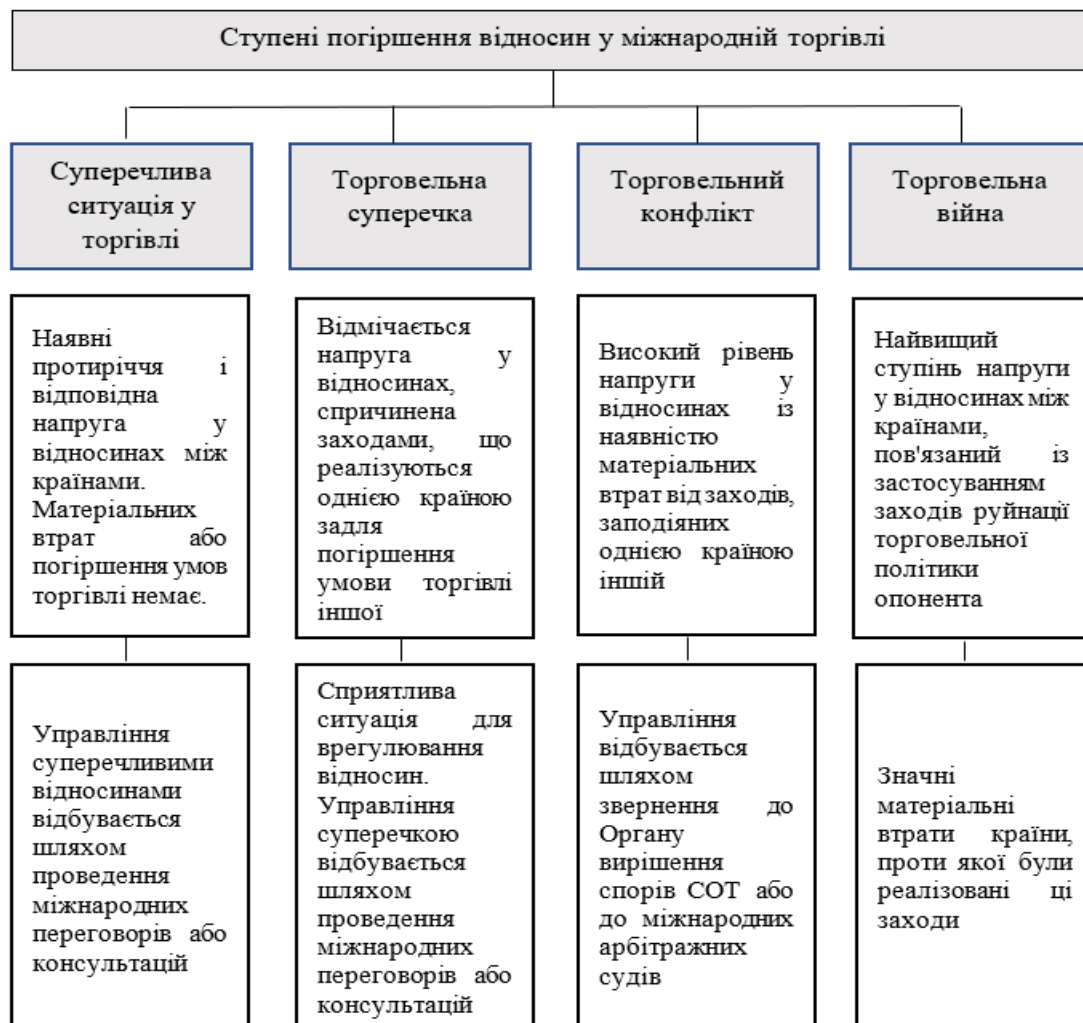 Ступені погіршення відносин у міжнародній торгівлі
Суперечлива
ситуація у
торгівлі
Торговельна
суперечка
Торговельний
конфлікт
Торговельна
війна
Наявні
протиріччя і
відповідна
напруга у
відносинах між
країнами.
Матеріальних
втрат або
погіршення умов
торгівлі немає.
Відмічається
напруга у
відносинах,
спричинена
заходами, що
реалізуються
однією країною
задля
погіршення
умови торгівлі
іншої
Високий рівень
напруги у
відносинах із
наявністю
матеріальних
втрат від заходів,
заподіяних
однією країною
іншій
Найвищий
ступінь напруги
у відносинах між
країнами,
пов'язаний із
застосуванням
заходів руйнації
торговельної
політики
опонента
Управління
суперечливими
відносинами
відбувається
шляхом
проведення
міжнародних
переговорів або
консультацій
Сприятлива
ситуація для
врегулювання
відносин.
Управління
суперечкою
відбувається
шляхом
проведення
міжнародних
переговорів або
консультацій
Управління
відбувається
шляхом
звернення до
Органу
вирішення
спорів СОТ або
до міжнародних
арбітражних
судів
Значні
матеріальні
втрати країни,
проти якої були
реалізовані ці
заходи